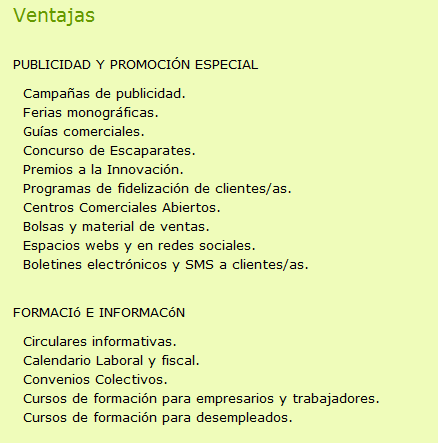 Ventajas
PUBLICIDAD Y PROMOCIÓN ESPECIAL
Campañas de publicidad.
Ferias monográficas.
Guías comerciales.
Concurso de Escaparates.
Premios a la Innovación.
Programas de fidelización de clientes/as.
Centros Comerciales Abiertos.
Bolsas y material de ventas.
Espacios webs y en redes sociales.
Boletines electrónicos y SMS a clientes/as.
FORMACIó E INFORMACóN
Circulares informativas.
Calendario Laboral y fiscal.
Convenios Colectivos.
Cursos de formación para empresarios y trabajadores.
Cursos de formación para desempleados.